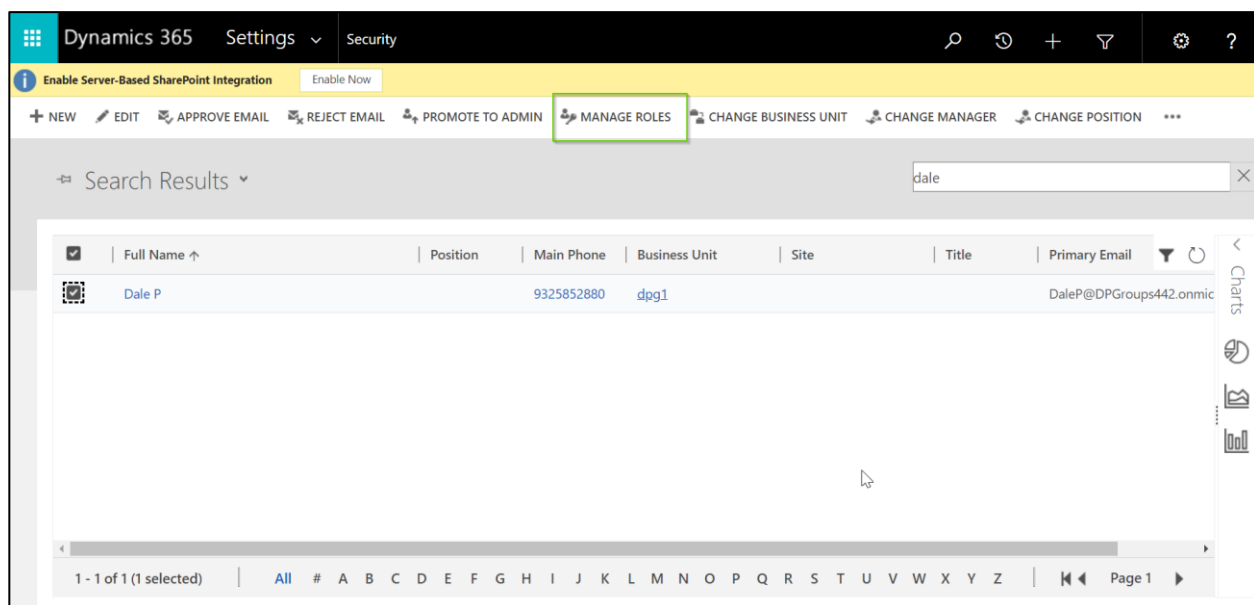 Dynamics 365 Settings Security ?
Enable Server-Based SharePoint Integration Enable Now
NEW EDIT APPROVE EMAIL REJECT EMAIL PROMOTE TO ADMIN MANAGE ROLES CHANGE BUSINESS UNIT CHANGE MANAGER CHANGE POSITION ...
Search Results dale
Full Name Position Main Phone Business Unit Site Title Primary Email
Dale P 9325852880 dpg1 DaleP@DPGroups442.onmic
Charts
1 - 1 of 1 (1 selected) All # A B C D E F G H I J K L M N O P Q R S T U V W X Y Z Page 1